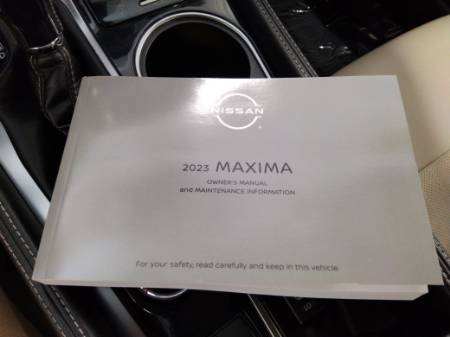 NISSAN
2023 MAXIMA
OWNER'S MANUAL
and MAINTENANCE INFORMATION
For your safety, read carefully and keep in this vehicle.